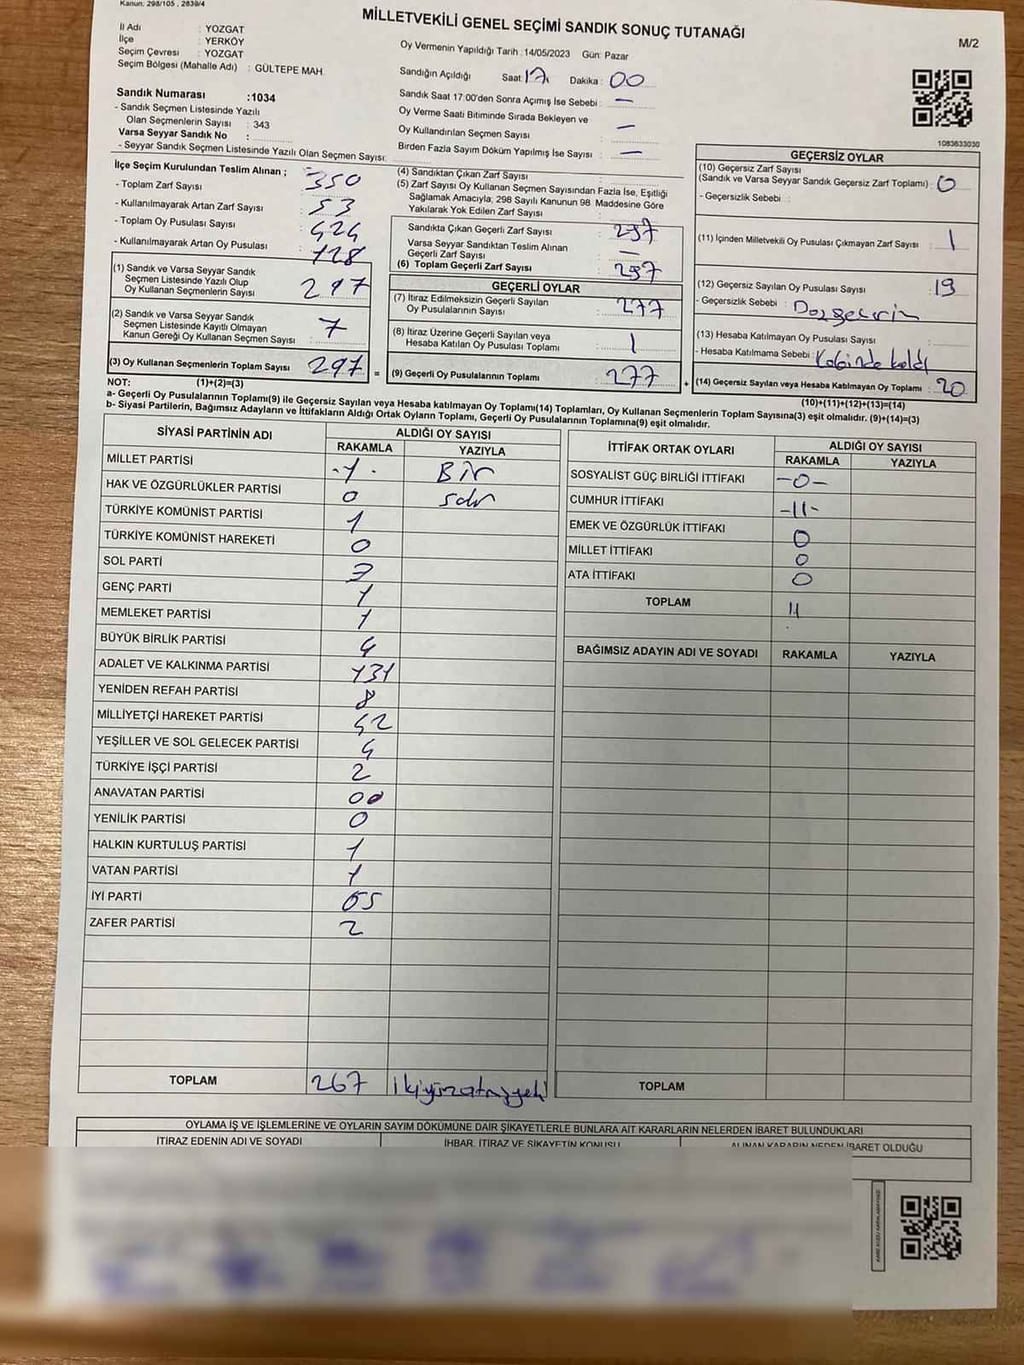 Kanun: 298/105 , 2839/4
MİLLETVEKİLİ GENEL SEÇİMİ SANDIK SONUÇ TUTANAĞI
M/2
İl Adı : YOZGAT
İlçe : YERKÖY
Seçim Çevresi : YOZGAT
Seçim Bölgesi (Mahalle Adı) : GÜLTEPE MAH.
Sandık Numarası :1034
- Sandık Seçmen Listesinde Yazılı
Olan Seçmenlerin Sayısı : 343
Varsa Seyyar Sandık No :
- Seyyar Sandık Seçmen Listesinde Yazılı Olan Seçmen Sayısı:
Oy Vermenin Yapıldığı Tarih :14/05/2023 Gün: Pazar
Sandığın Açıldığı Saat 17 Dakika : 00
Sandık Saat 17:00'den Sonra Açımış İse Sebebi : —
Oy Verme Saati Bitiminde Sırada Bekleyen ve
Oy Kullandırılan Seçmen Sayısı : —
Birden Fazla Sayım Döküm Yapılmış İse Sayısı : —
1083633030
İlçe Seçim Kurulundan Teslim Alınan ;
- Toplam Zarf Sayısı : 350
- Kullanılmayarak Artan Zarf Sayısı : 53
- Toplam Oy Pusulası Sayısı : 424
- Kullanılmayarak Artan Oy Pusulası : 128
(1) Sandık ve Varsa Seyyar Sandık
Seçmen Listesinde Yazılı Olup
Oy Kullanan Seçmenlerin Sayısı : 297
(2) Sandık ve Varsa Seyyar Sandık
Seçmen Listesinde Kayıtlı Olmayan
Kanun Gereği Oy Kullanan Seçmen Sayısı : 7
(3) Oy Kullanan Seçmenlerin Toplam Sayısı : 297 =
(4) Sandıktan Çıkan Zarf Sayısı :
(5) Zarf Sayısı Oy Kullanan Seçmen Sayısından Fazla İse, Eşitliği
Sağlamak Amacıyla; 298 Sayılı Kanunun 98 Maddesine Göre
Yakılarak Yok Edilen Zarf Sayısı :
Sandıkta Çıkan Geçerli Zarf Sayısı : 297
Varsa Seyyar Sandıktan Teslim Alınan
Geçerli Zarf Sayısı : —
(6) Toplam Geçerli Zarf Sayısı : 297
GEÇERLİ OYLAR
(7) İtiraz Edilmeksizin Geçerli Sayılan
Oy Pusulalarının Sayısı : 277
(8) İtiraz Üzerine Geçerli Sayılan veya
Hesaba Katılan Oy Pusulası Toplamı : 1
(9) Geçerli Oy Pusulalarının Toplamı : 277 +
GEÇERSİZ OYLAR
(10) Geçersiz Zarf Sayısı
(Sandık ve Varsa Seyyar Sandık Geçersiz Zarf Toplamı) : 0
- Geçersizlik Sebebi :
(11) İçinden Milletvekili Oy Pusulası Çıkmayan Zarf Sayısı : 1
(12) Geçersiz Sayılan Oy Pusulası Sayısı : 19
- Geçersizlik Sebebi :
(13) Hesaba Katılmayan Oy Pusulası Sayısı :
- Hesaba Katılmama Sebebi : Kabinde kaldı
(14) Geçersiz Sayılan veya Hesaba Katılmayan Oy Toplamı : 20
NOT: (1)+(2)=(3) (10)+(11)+(12)+(13)=(14)
a- Geçerli Oy Pusulalarının Toplamı(9) ile Geçersiz Sayılan veya Hesaba katılmayan Oy Toplamı(14) Toplamları, Oy Kullanan Seçmenlerin Toplam Sayısına(3) eşit olmalıdır. (9)+(14)=(3)
b- Siyasi Partilerin, Bağımsız Adayların ve İttifakların Aldığı Ortak Oyların Toplamı, Geçerli Oy Pusulalarının Toplamına(9) eşit olmalıdır.
SİYASİ PARTİNİN ADI ALDIĞI OY SAYISI
RAKAMLA YAZIYLA
MİLLET PARTİSİ 1 Bir
HAK VE ÖZGÜRLÜKLER PARTİSİ 0 sıfır
TÜRKİYE KOMÜNİST PARTİSİ 1
TÜRKİYE KOMÜNİST HAREKETİ 0
SOL PARTİ 3
GENÇ PARTİ 1
MEMLEKET PARTİSİ 1
BÜYÜK BİRLİK PARTİSİ 4
ADALET VE KALKINMA PARTİSİ 131
YENİDEN REFAH PARTİSİ 8
MİLLİYETÇİ HAREKET PARTİSİ 42
YEŞİLLER VE SOL GELECEK PARTİSİ 4
TÜRKİYE İŞÇİ PARTİSİ 2
ANAVATAN PARTİSİ 00
YENİLİK PARTİSİ 0
HALKIN KURTULUŞ PARTİSİ 1
VATAN PARTİSİ 1
İYİ PARTİ 65
ZAFER PARTİSİ 2
TOPLAM 267 ikiyüzatmışyedi
İTTİFAK ORTAK OYLARI ALDIĞI OY SAYISI
RAKAMLA YAZIYLA
SOSYALİST GÜÇ BİRLİĞİ İTTİFAKI -0-
CUMHUR İTTİFAKI -11-
EMEK VE ÖZGÜRLÜK İTTİFAKI 0
MİLLET İTTİFAKI 0
ATA İTTİFAKI 0
TOPLAM 11
BAĞIMSIZ ADAYIN ADI VE SOYADI RAKAMLA YAZIYLA
TOPLAM
OYLAMA İŞ VE İŞLEMLERİNE VE OYLARIN SAYIM DÖKÜMÜNE DAİR ŞİKAYETLERLE BUNLARA AİT KARARLARIN NELERDEN İBARET BULUNDUKLARI
İTİRAZ EDENİN ADI VE SOYADI İHBAR, İTİRAZ VE ŞİKAYETİN KONUSU ALINAN KARARIN NEDEN İBARET OLDUĞU